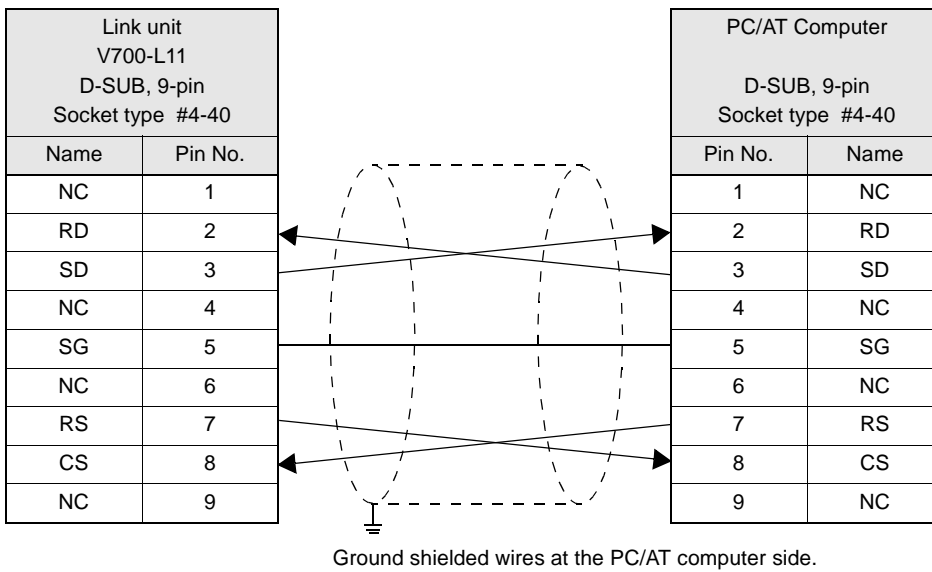 Link unit
V700-L11
D-SUB, 9-pin
Socket type #4-40
Name Pin No.
NC 1
RD 2
SD 3
NC 4
SG 5
NC 6
RS 7
CS 8
NC 9
PC/AT Computer
D-SUB, 9-pin
Socket type #4-40
Pin No. Name
1 NC
2 RD
3 SD
4 NC
5 SG
6 NC
7 RS
8 CS
9 NC
Ground shielded wires at the PC/AT computer side.